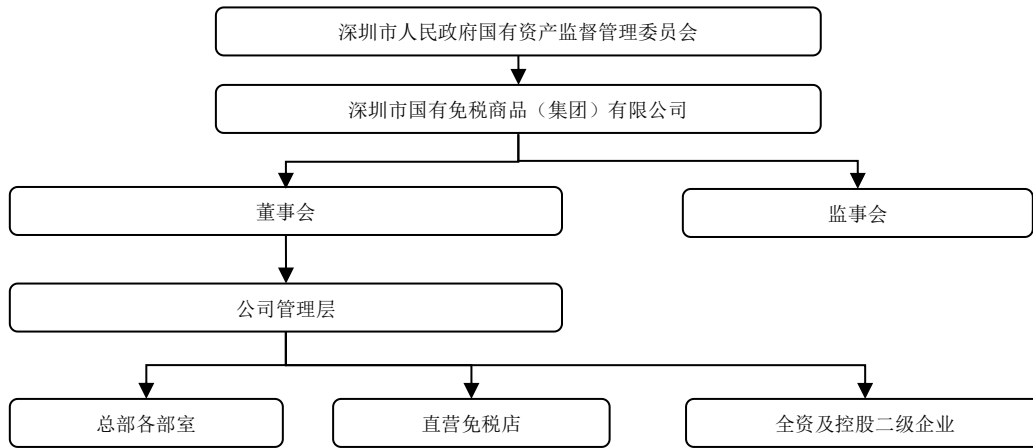 深圳市人民政府国有资产监督管理委员会
深圳市国有免税商品（集团）有限公司
董事会
监事会
公司管理层
总部各部室
直营免税店
全资及控股二级企业